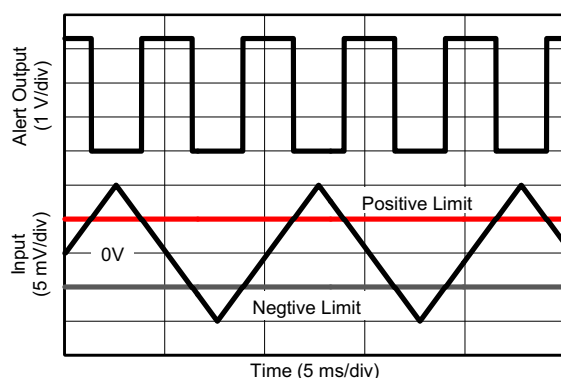 Alert Output
(1 V/div)
Positive Limit
Input
(5 mV/div)
0V
Negtive Limit
Time (5 ms/div)